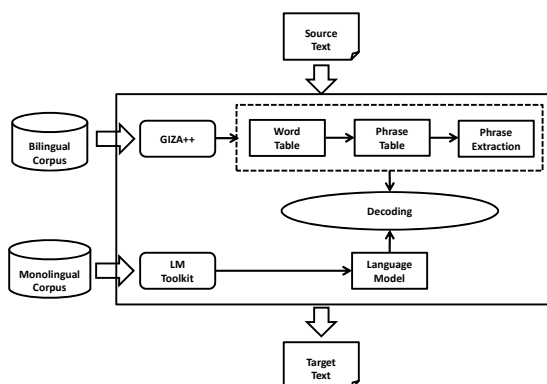 Source
Text
Bilingual
Corpus
GIZA++
Word
Table
Phrase
Table
Phrase
Extraction
Decoding
Monolingual
Corpus
LM
Toolkit
Language
Model
Target
Text